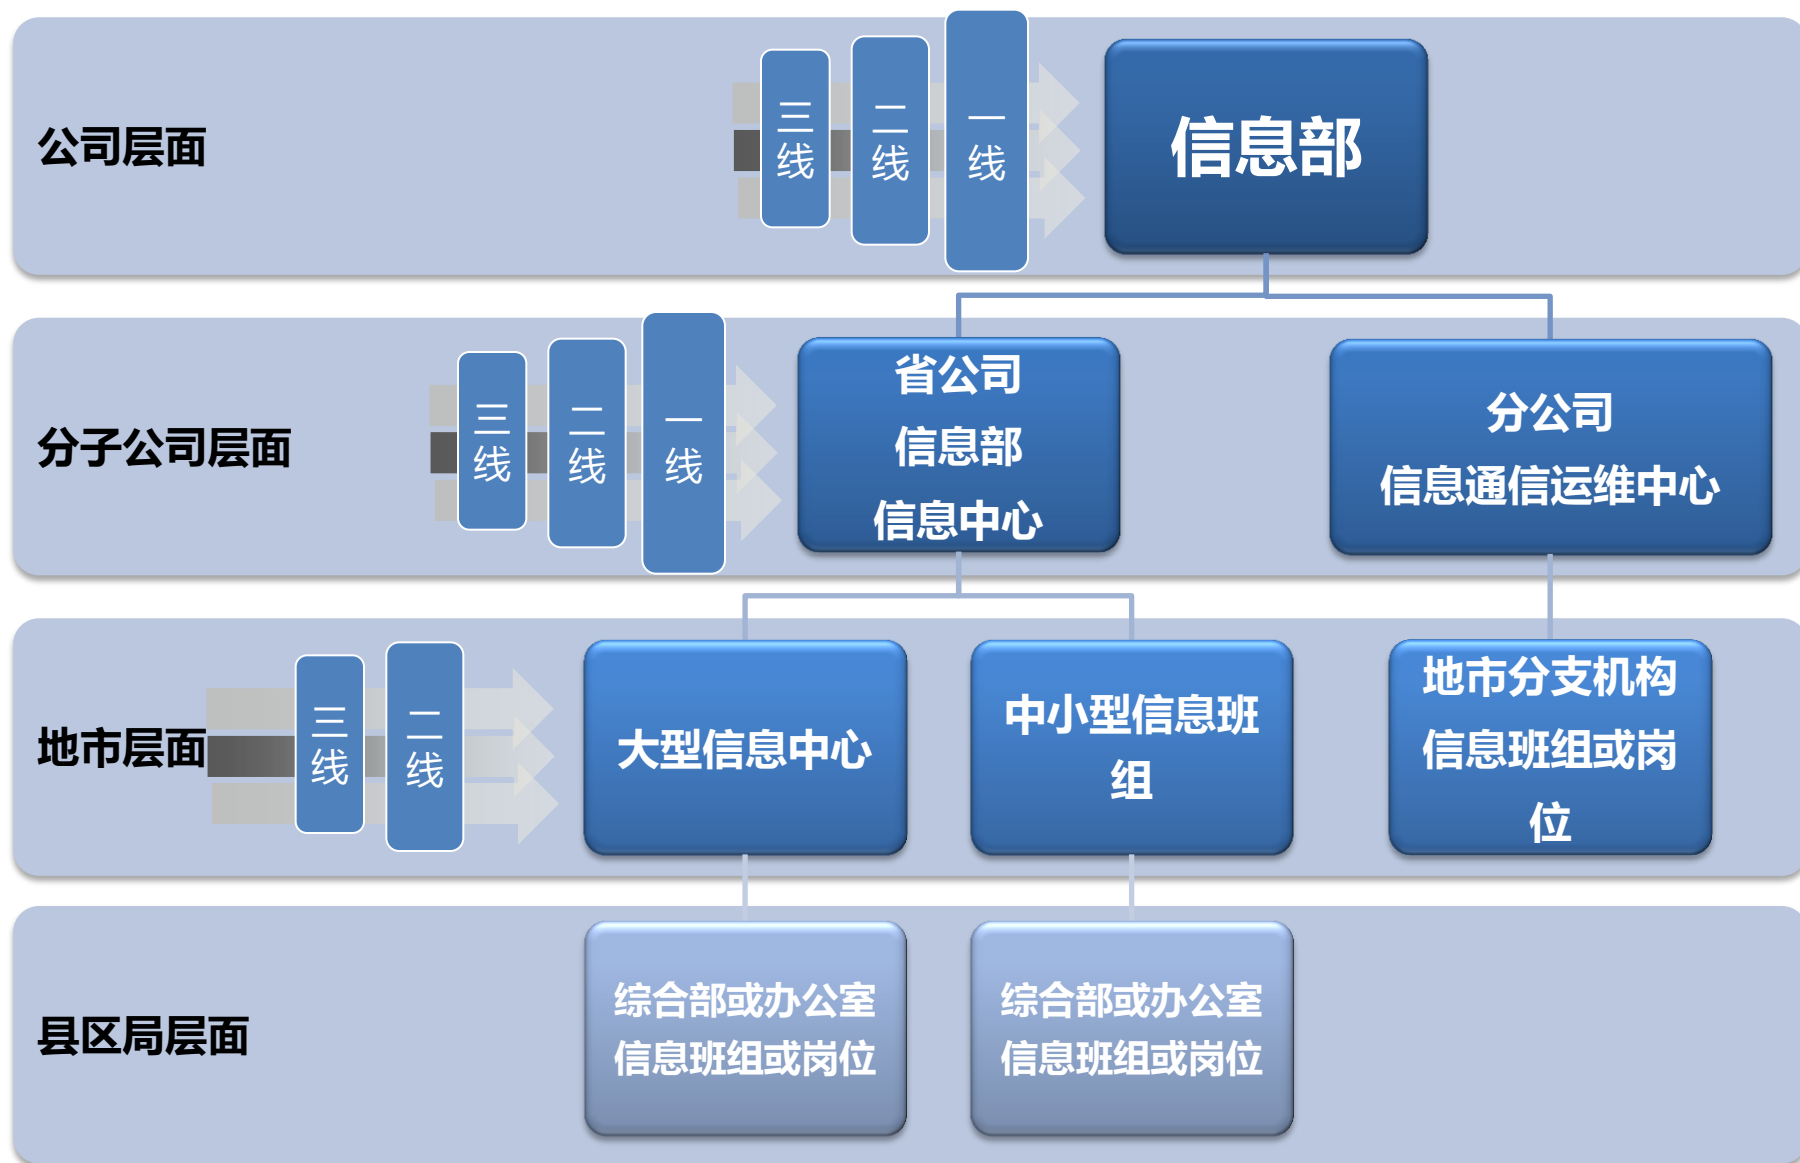 公司层面
三
线
二
线
一
线
信息部
分子公司层面
三
线
二
线
一
线
省公司
信息部
信息中心
分公司
信息通信运维中心
地市层面
三
线
二
线
大型信息中心
中小型信息班
组
地市分支机构
信息班组或岗
位
县区局层面
综合部或办公室
信息班组或岗位
综合部或办公室
信息班组或岗位